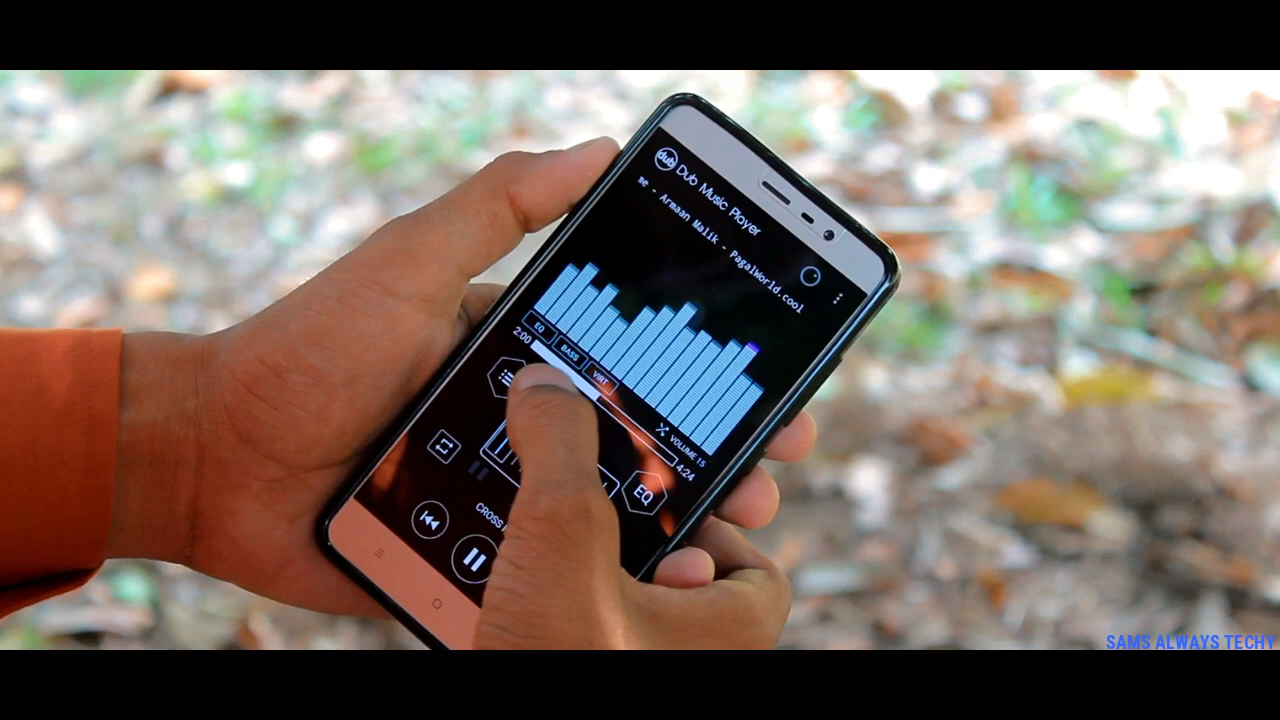 dub Dub Music Player
me - Armaan Malik - PagalWorld.cool
EQ BASS VIRT
2:00
VOLUME 15
4:24
EQ
CROSS
SAMS ALWAYS TECHY